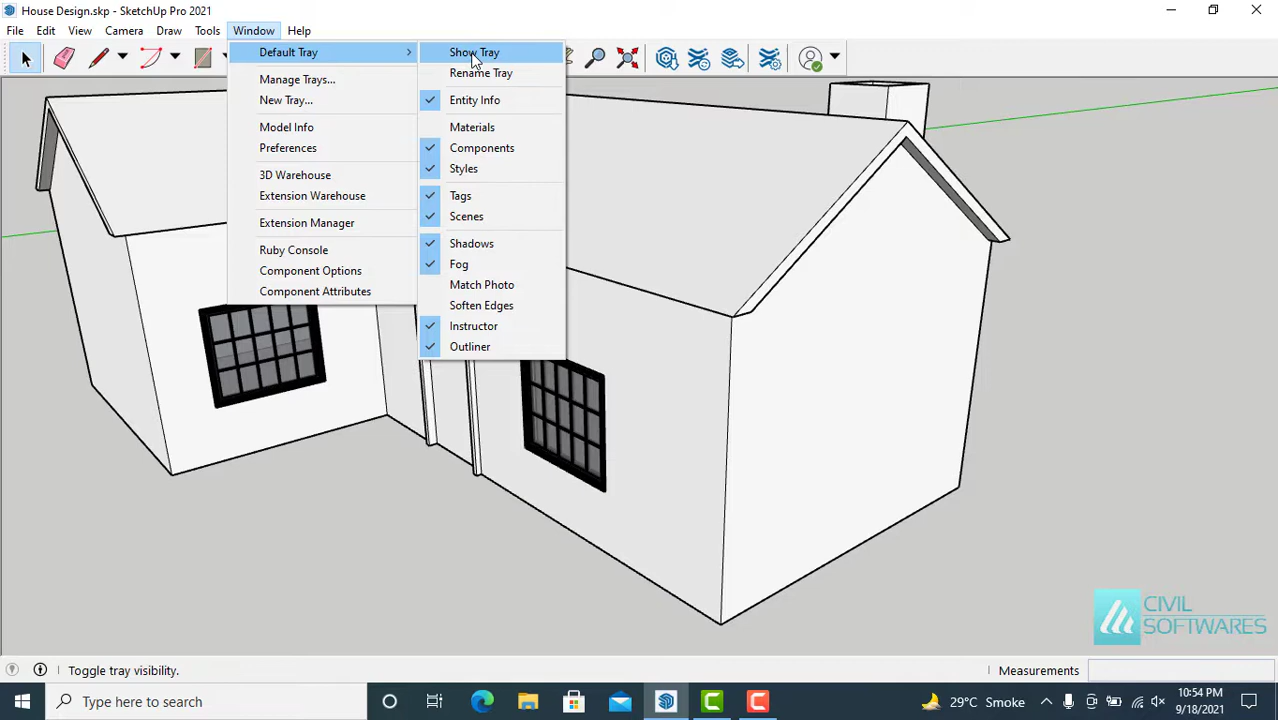 House Design.skp - SketchUp Pro 2021
File Edit View Camera Draw Tools Window Help
Default Tray
Manage Trays...
New Tray...
Model Info
Preferences
3D Warehouse
Extension Warehouse
Extension Manager
Ruby Console
Component Options
Component Attributes
Show Tray
Rename Tray
Entity Info
Materials
Components
Styles
Tags
Scenes
Shadows
Fog
Match Photo
Soften Edges
Instructor
Outliner
CIVIL
SOFTWARES
Toggle tray visibility.
Measurements
Type here to search
29°C Smoke
10:54 PM
9/18/2021